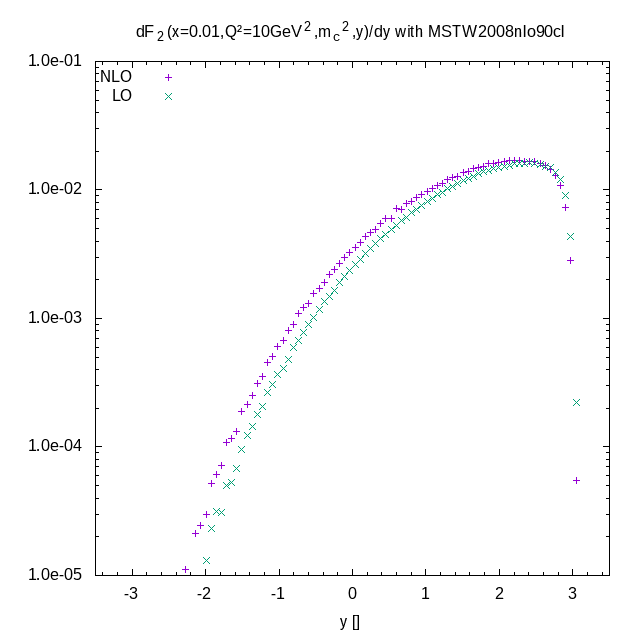 dF₂(x=0.01,Q²=10GeV²,m_c²,y)/dy with MSTW2008nlo90cl
1.0e-01
NLO
LO
1.0e-02
1.0e-03
1.0e-04
1.0e-05
-3 -2 -1 0 1 2 3
y []